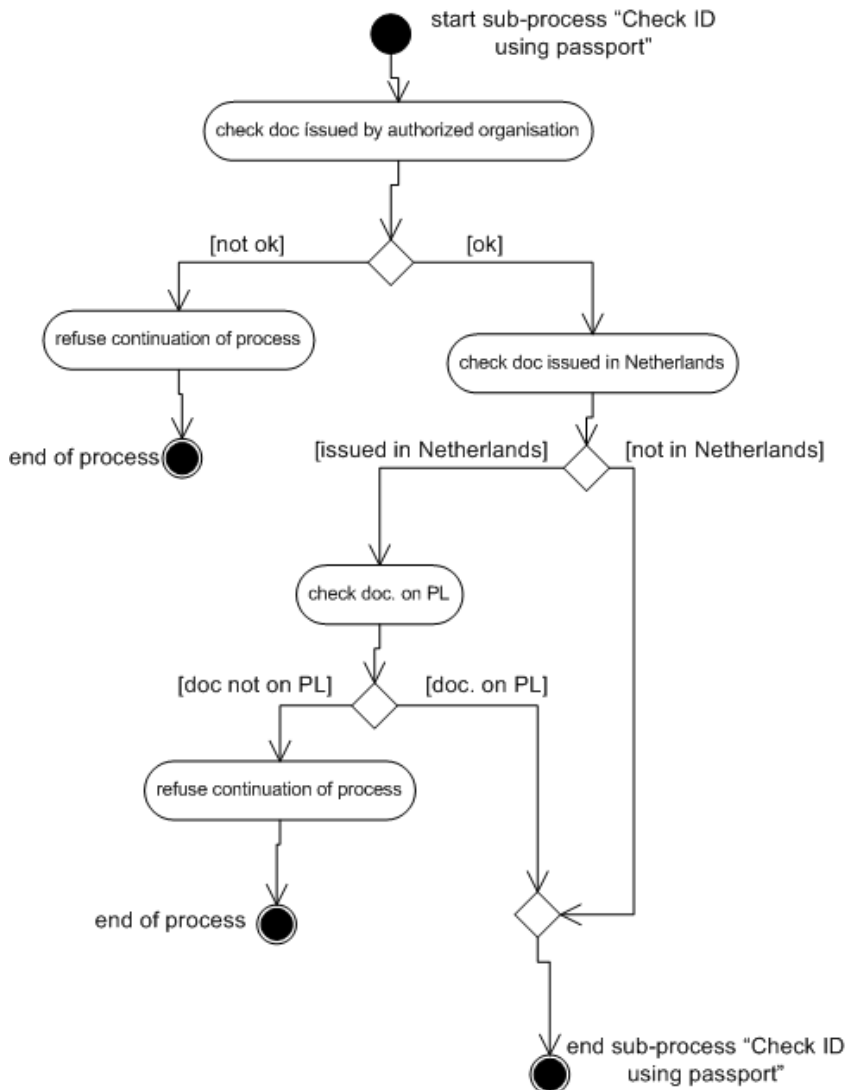 start sub-process “Check ID
using passport”
check doc íssued by authorized organisation
[not ok]
[ok]
refuse continuation of process
check doc issued in Netherlands
end of process
[issued in Netherlands]
[not in Netherlands]
check doc. on PL
[doc not on PL]
[doc. on PL]
refuse continuation of process
end of process
end sub-process “Check ID
using passport”